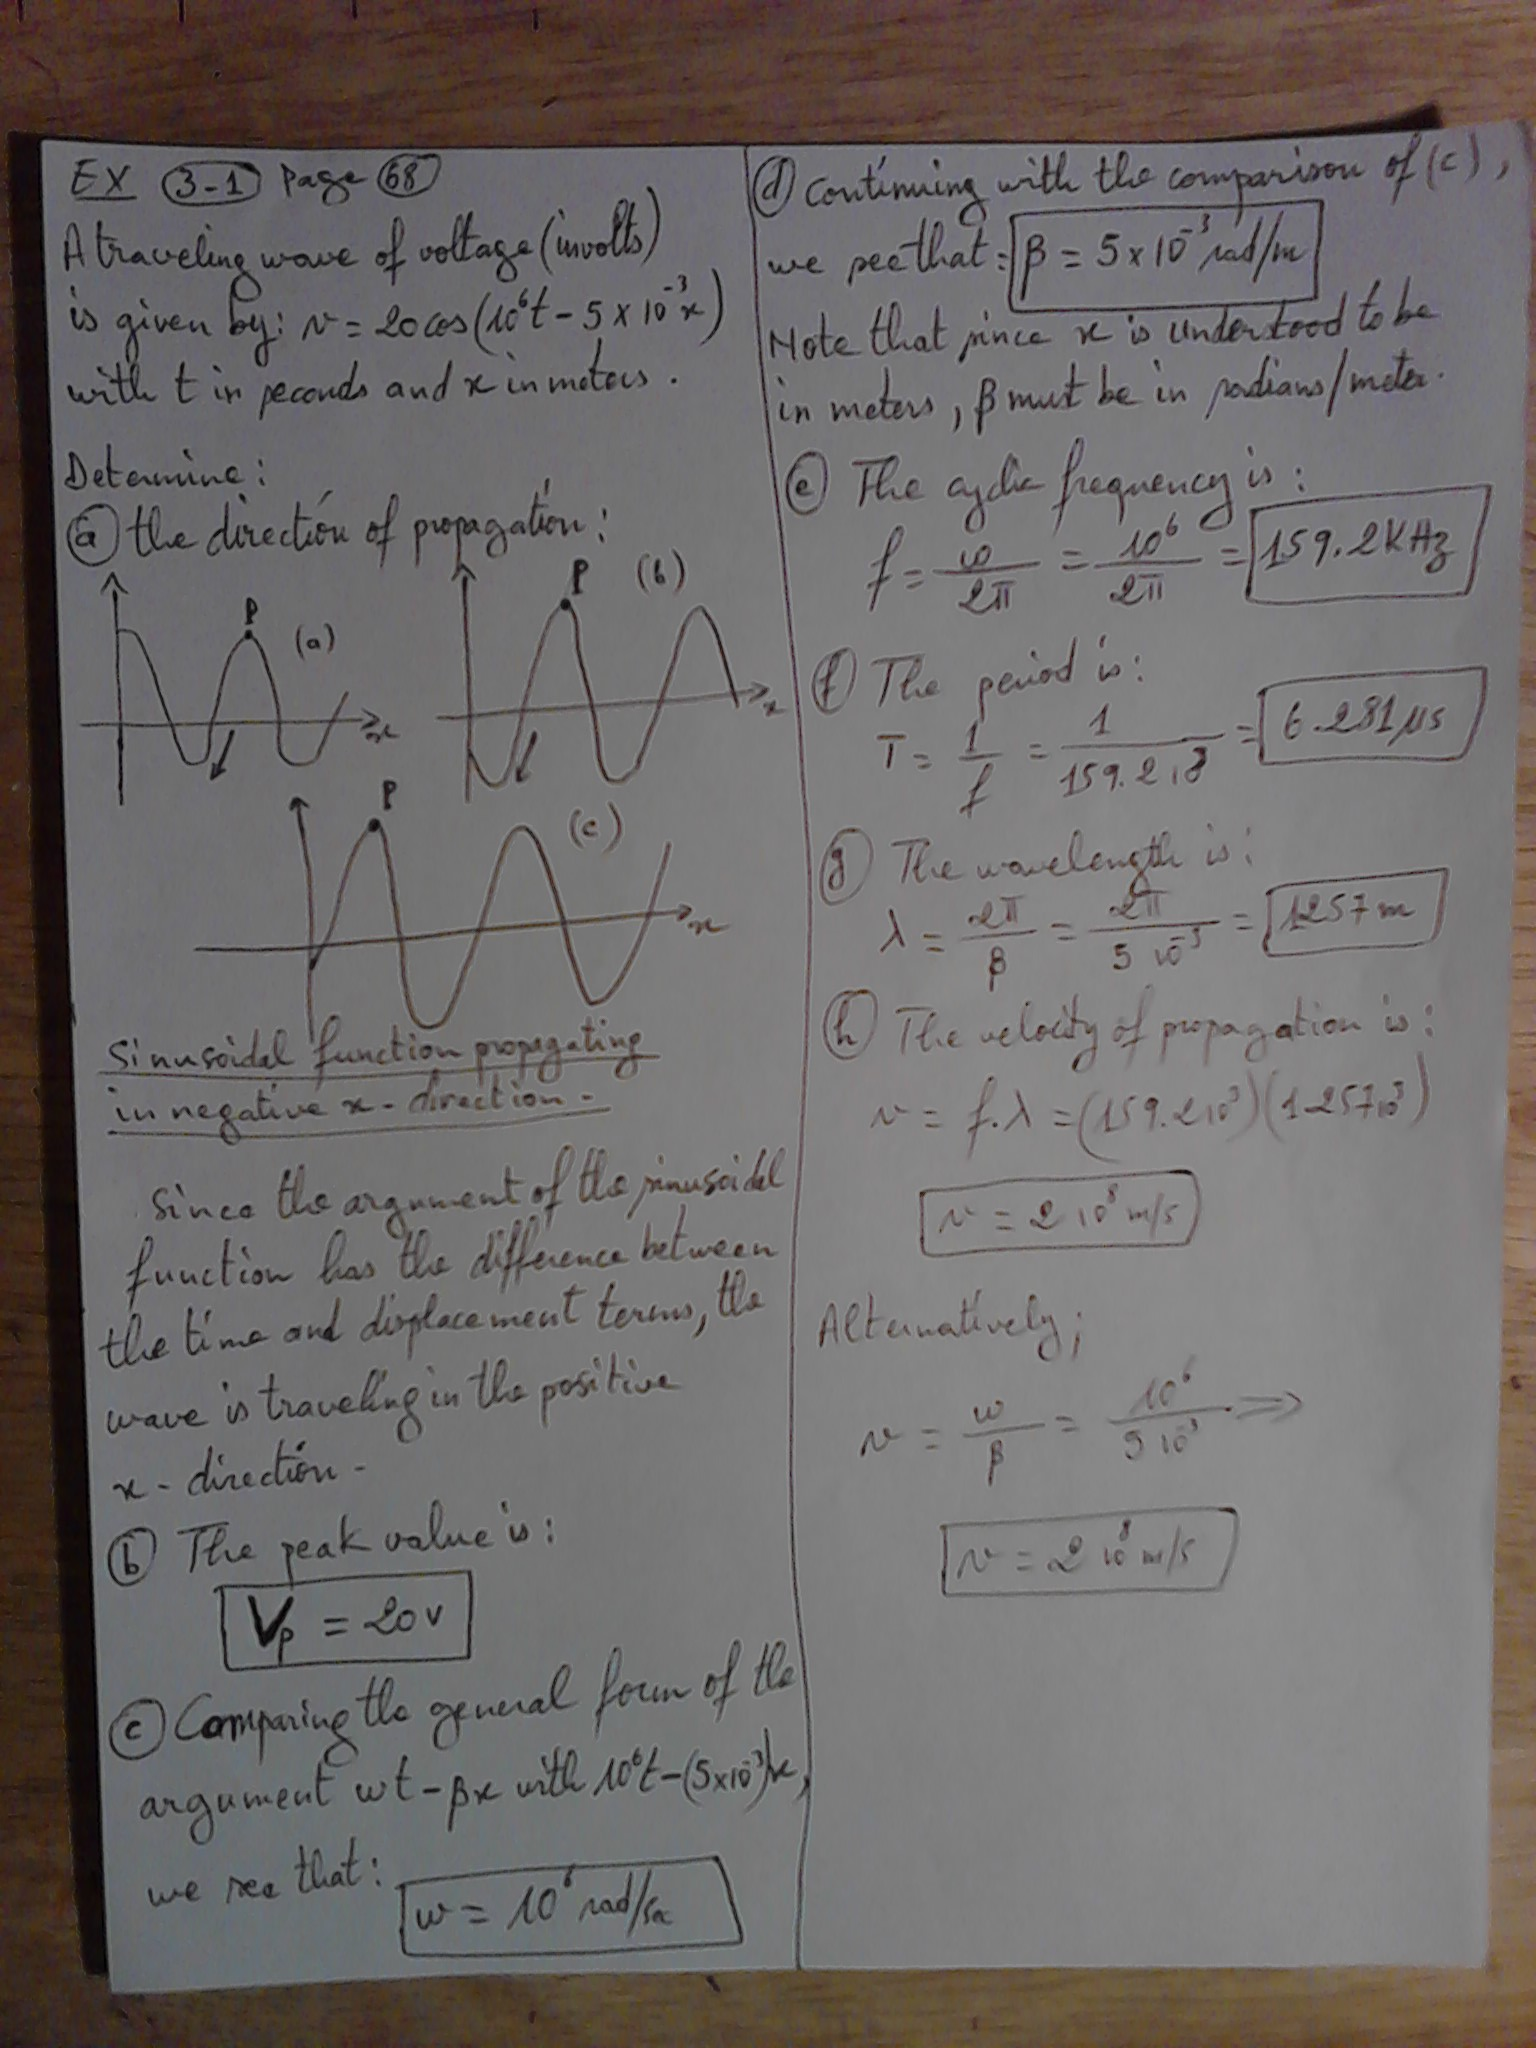 EX 3-1 Page 68
A traveling wave of voltage (in volts)
is given by: v = 20 cos(10⁶t - 5 x 10⁻³x)
with t in seconds and x in meters.
Determine:
(a) the direction of propagation:
P
(a)
x
P
(b)
x
P
(c)
x
Sinusoidal function propagating
in negative x-direction-
Since the argument of the sinusoidal
function has the difference between
the time and displacement terms, the
wave is traveling in the positive
x-direction-
(b) The peak value is:
Vp = 20v
(c) Comparing the general form of the
argument wt-βx with 10⁶t-(5x10⁻³)x,
we see that:
w = 10⁶ rad/sec
(d) Continuing with the comparison of (c),
we see that: β = 5x10⁻³ rad/m
Note that since x is understood to be
in meters, β must be in radians/meter.
(e) The cyclic frequency is:
f = w/2π = 10⁶/2π = 159.2KHz
(f) The period is:
T = 1/f = 1/159.2 10³ = 6.281μs
(g) The wavelength is:
λ = 2π/β = 2π/5 10⁻³ = 1257m
(h) The velocity of propagation is:
v = f.λ = (159.2 10³)(1.257 10³)
v = 2 10⁸ m/s
Alternatively;
v = w/β = 10⁶/5 10⁻³ ⇒
v = 2 10⁸ m/s